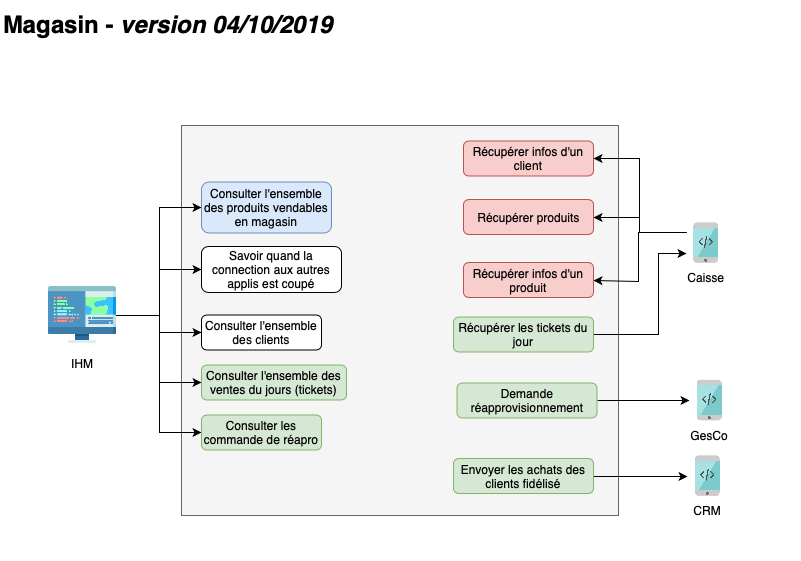 Magasin - version 04/10/2019
Consulter l'ensemble
des produits vendables
en magasin
Savoir quand la
connection aux autres
applis est coupé
Consulter l'ensemble
des clients
Consulter l'ensemble des
ventes du jours (tickets)
Consulter les
commande de réapro
IHM
Récupérer infos d'un
client
Récupérer produits
Récupérer infos d'un
produit
Récupérer les tickets du
jour
Demande
réapprovisionnement
Envoyer les achats des
clients fidélisé
Caisse
GesCo
CRM